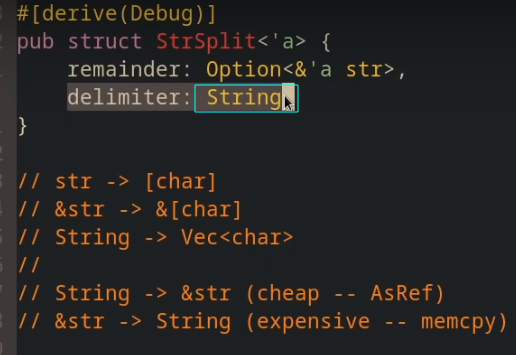 #[derive(Debug)]
pub struct StrSplit<'a> {
remainder: Option<&'a str>,
delimiter: String
}
// str -> [char]
// &str -> &[char]
// String -> Vec<char>
//
// String -> &str (cheap -- AsRef)
// &str -> String (expensive -- memcpy)